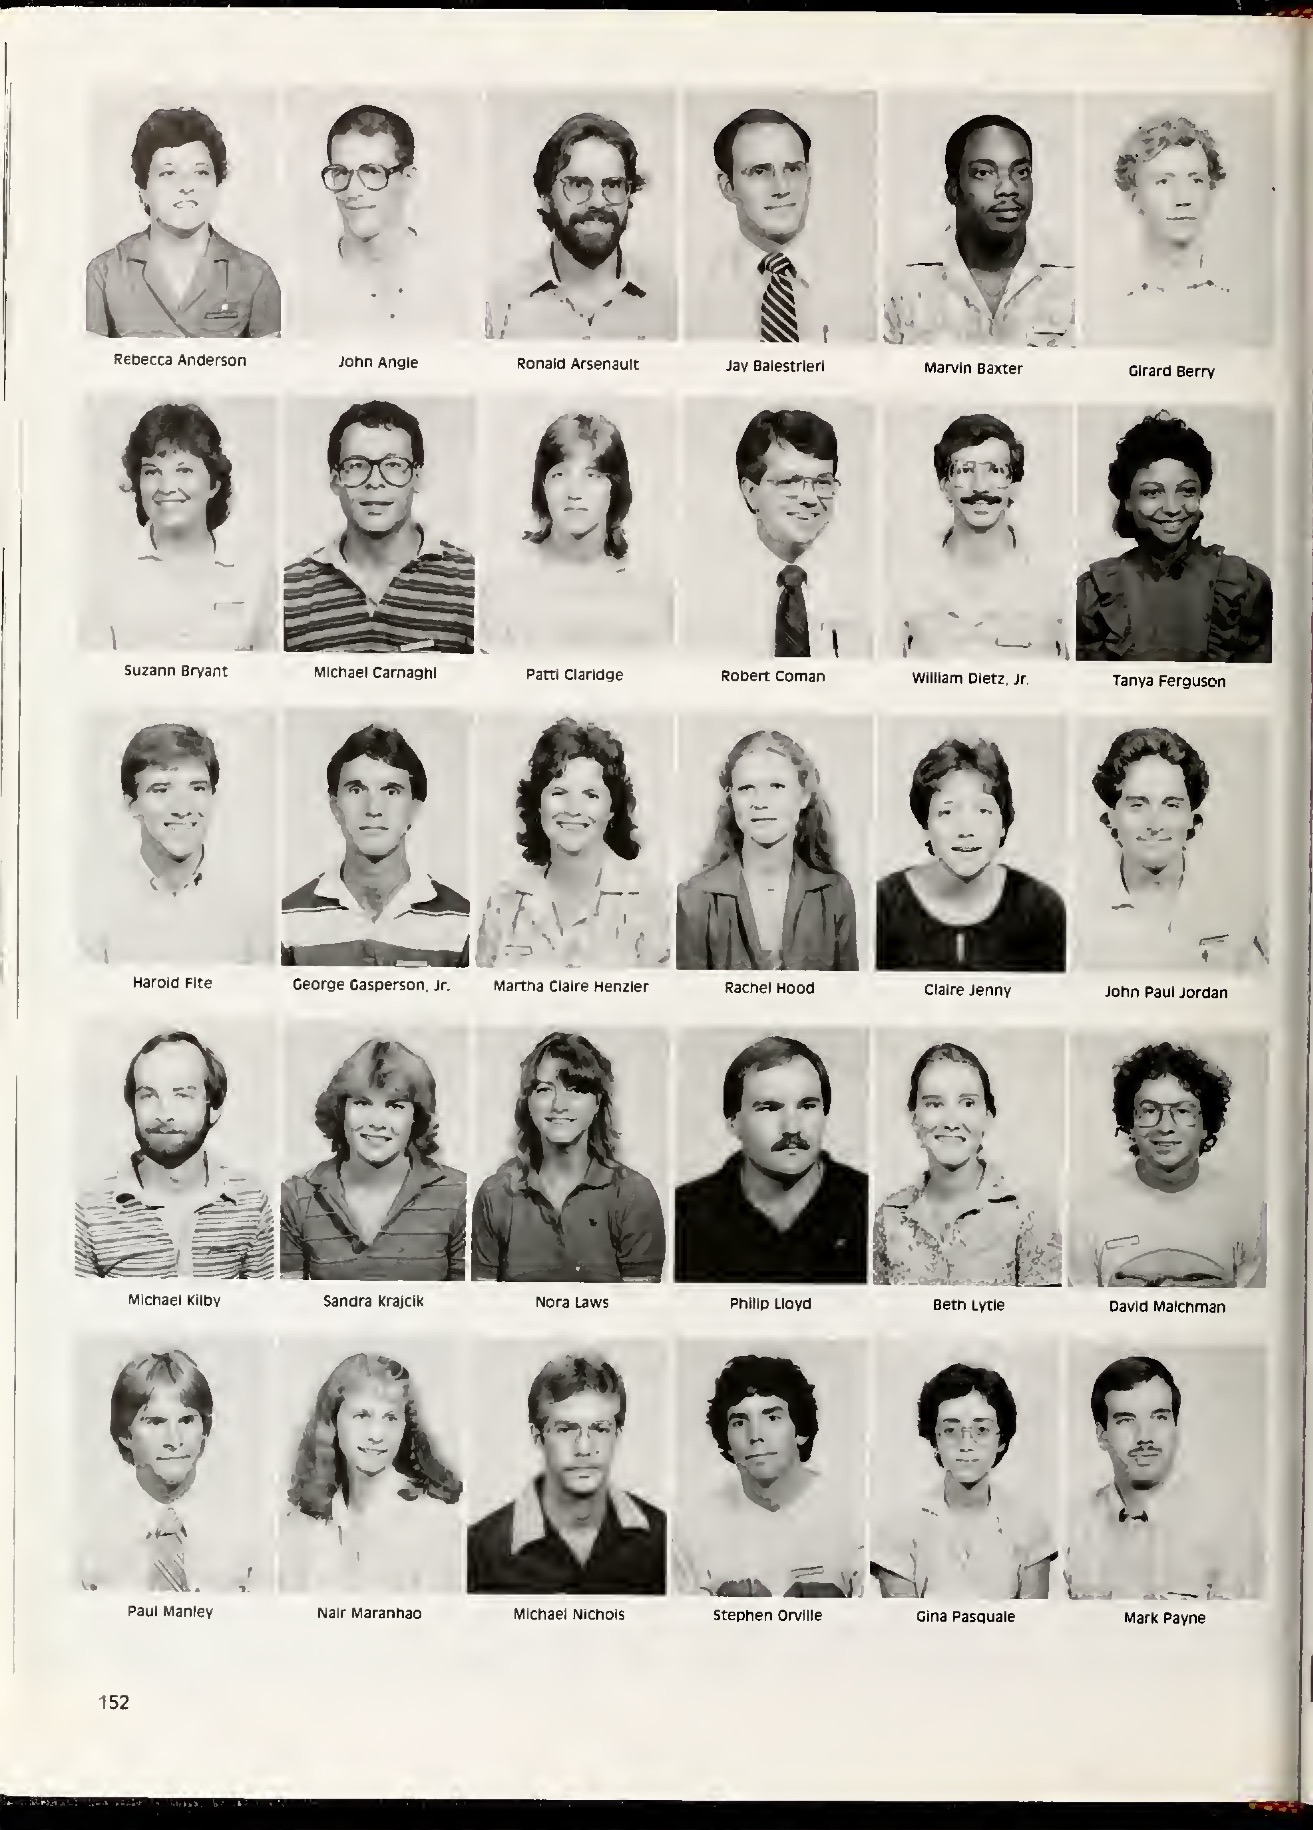 Rebecca Anderson
John Angle
Ronald Arsenault
Jay Balestrieri
Marvin Baxter
Girard Berry
Suzann Bryant
Michael Carnaghi
Patti Claridge
Robert Coman
William Dietz, Jr.
Tanya Ferguson
Harold Fite
George Gasperson, Jr.
Martha Claire Henzler
Rachel Hood
Claire Jenny
John Paul Jordan
Michael Kilby
Sandra Krajcik
Nora Laws
Philip Lloyd
Beth Lytle
David Malchman
Paul Manley
Nair Maranhao
Michael Nichols
Stephen Orville
Gina Pasquale
Mark Payne
152